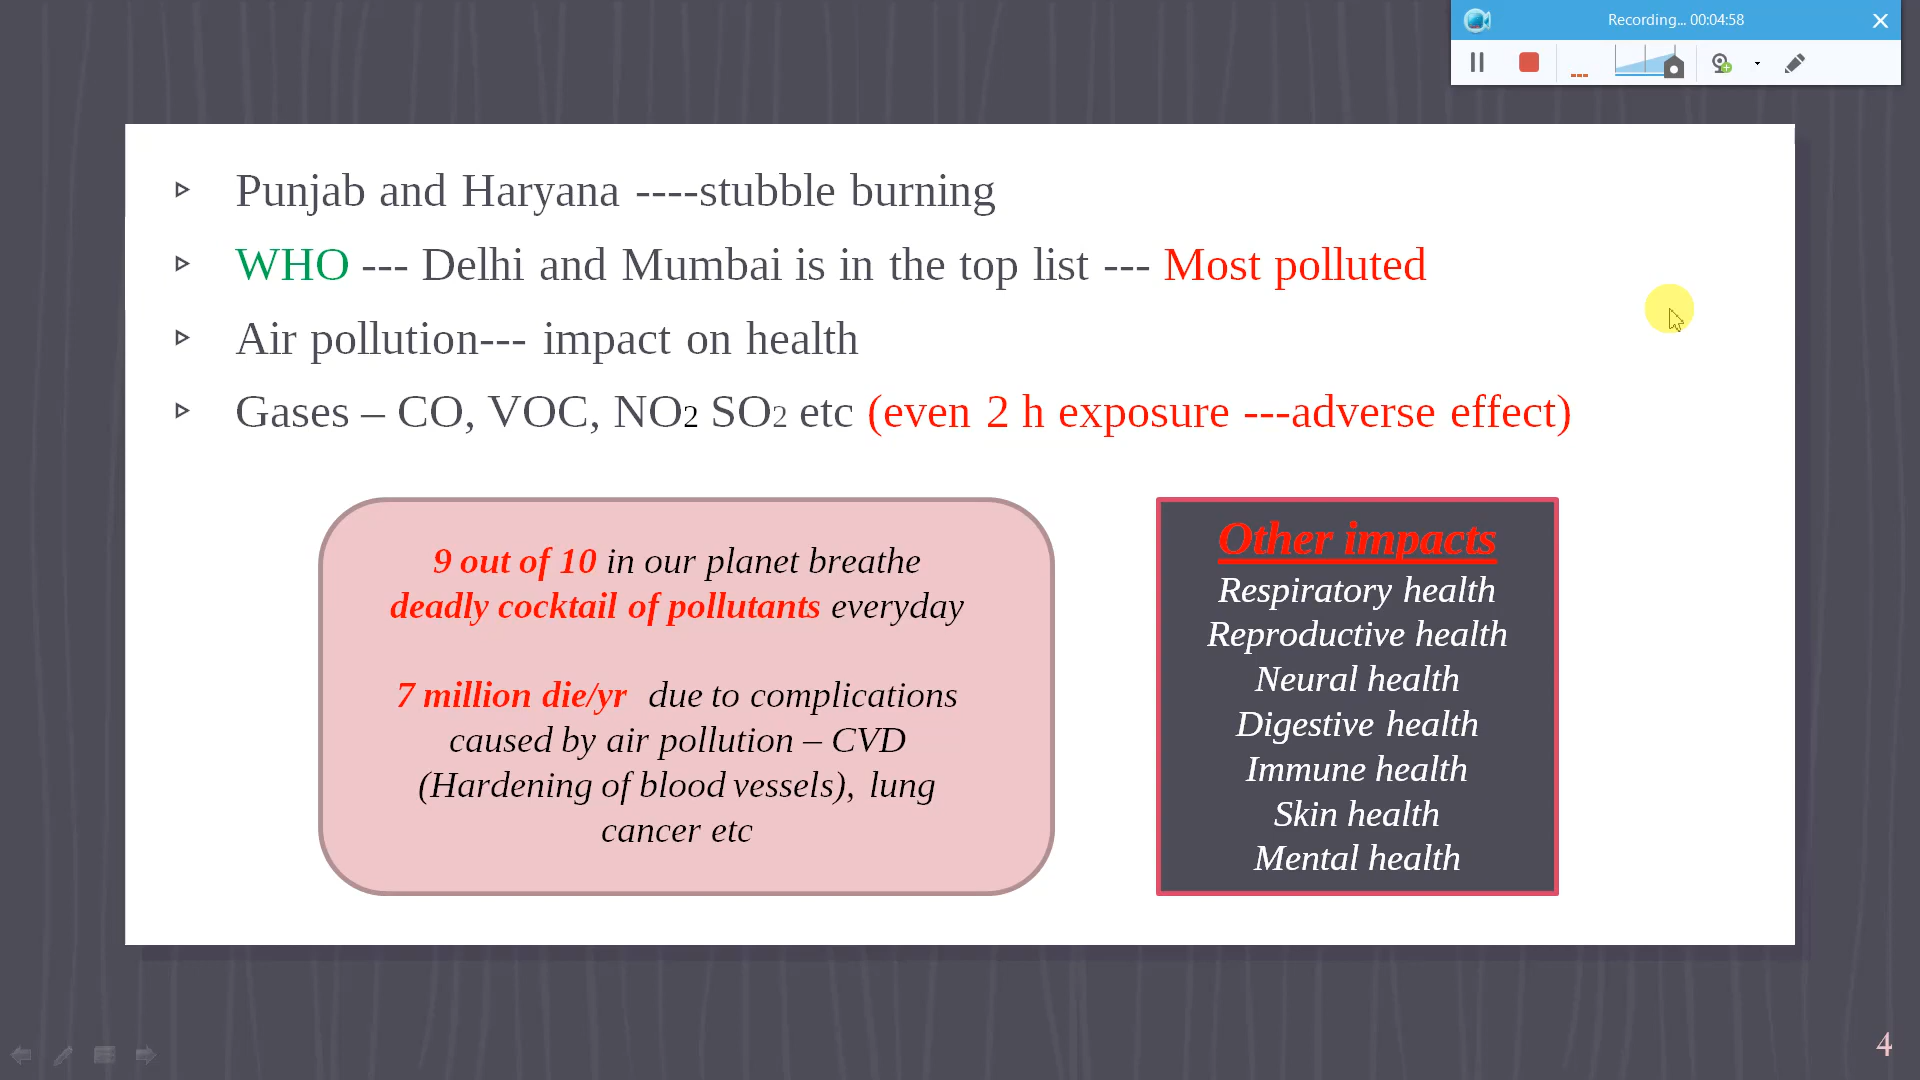 Recording... 00:04:58
Punjab and Haryana ----stubble burning
WHO --- Delhi and Mumbai is in the top list --- Most polluted
Air pollution--- impact on health
Gases – CO, VOC, NO2 SO2 etc (even 2 h exposure ---adverse effect)
9 out of 10 in our planet breathe
deadly cocktail of pollutants everyday
7 million die/yr due to complications
caused by air pollution – CVD
(Hardening of blood vessels), lung
cancer etc
Other impacts
Respiratory health
Reproductive health
Neural health
Digestive health
Immune health
Skin health
Mental health
4